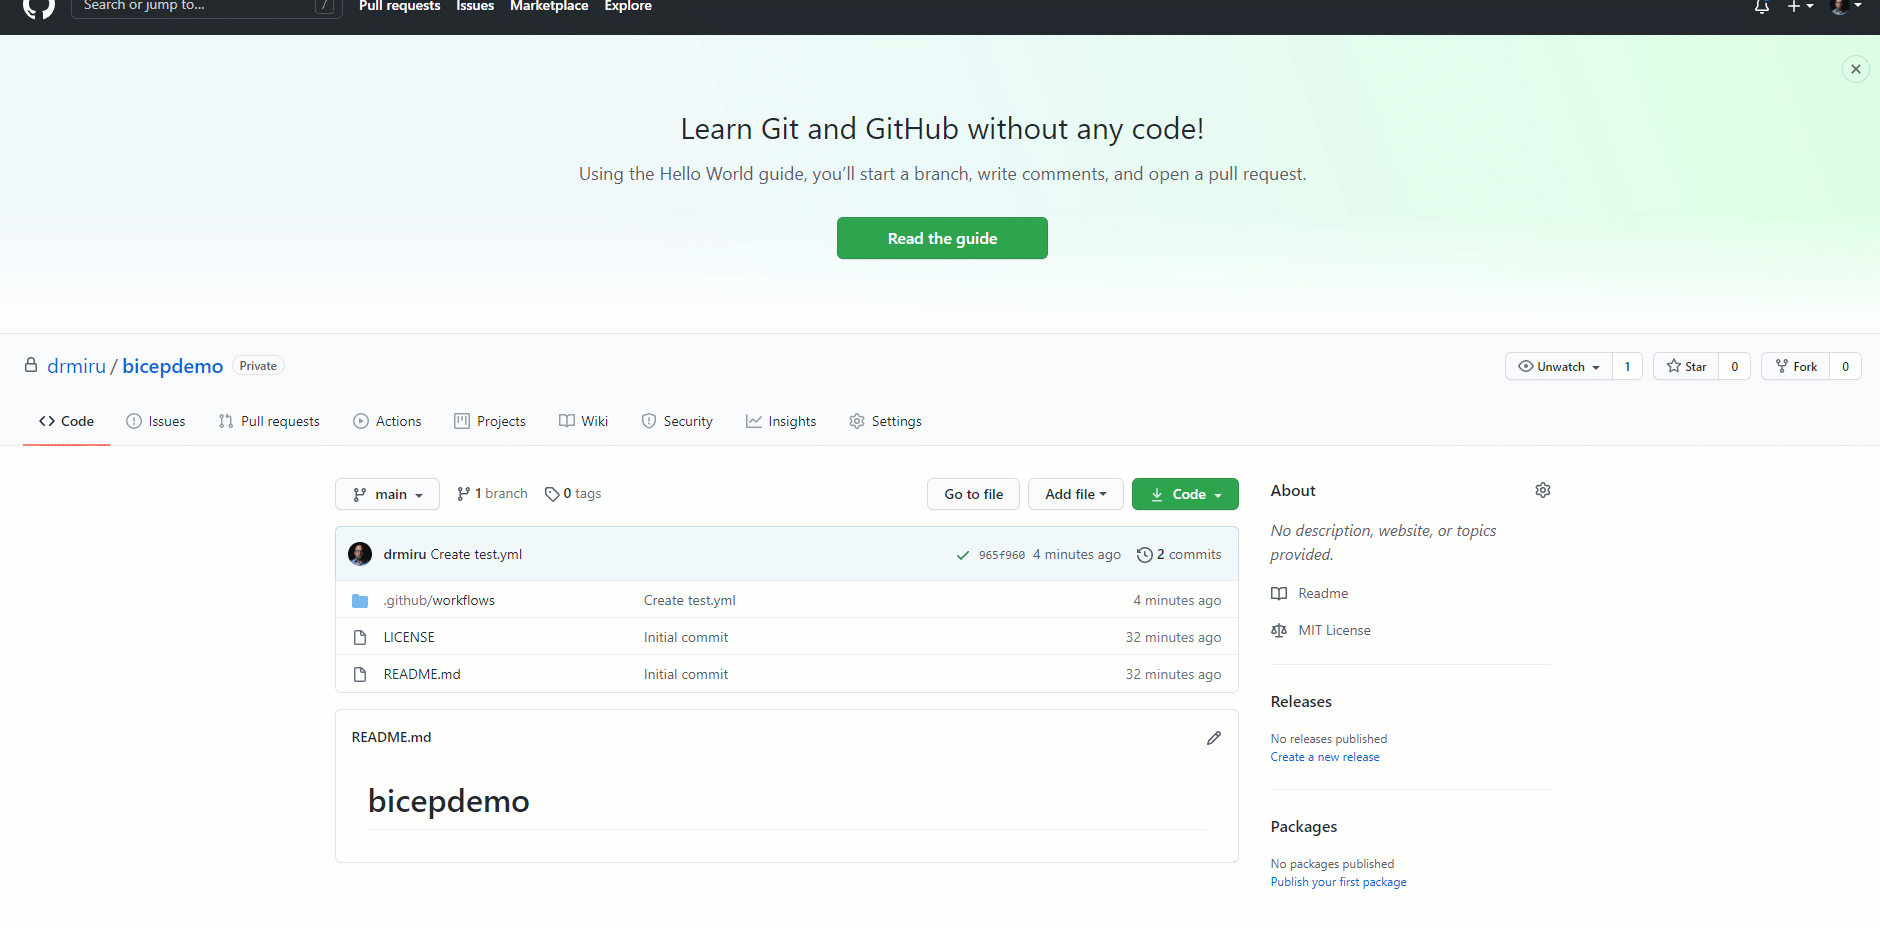 Search or jump to... /
Pull requests Issues Marketplace Explore
Learn Git and GitHub without any code!
Using the Hello World guide, you’ll start a branch, write comments, and open a pull request.
Read the guide
drmiru / bicepdemo Private
Unwatch 1 Star 0 Fork 0
Code Issues Pull requests Actions Projects Wiki Security Insights Settings
main 1 branch 0 tags Go to file Add file Code
drmiru Create test.yml 965f960 4 minutes ago 2 commits
.github/workflows Create test.yml 4 minutes ago
LICENSE Initial commit 32 minutes ago
README.md Initial commit 32 minutes ago
README.md
bicepdemo
About
No description, website, or topics
provided.
Readme
MIT License
Releases
No releases published
Create a new release
Packages
No packages published
Publish your first package